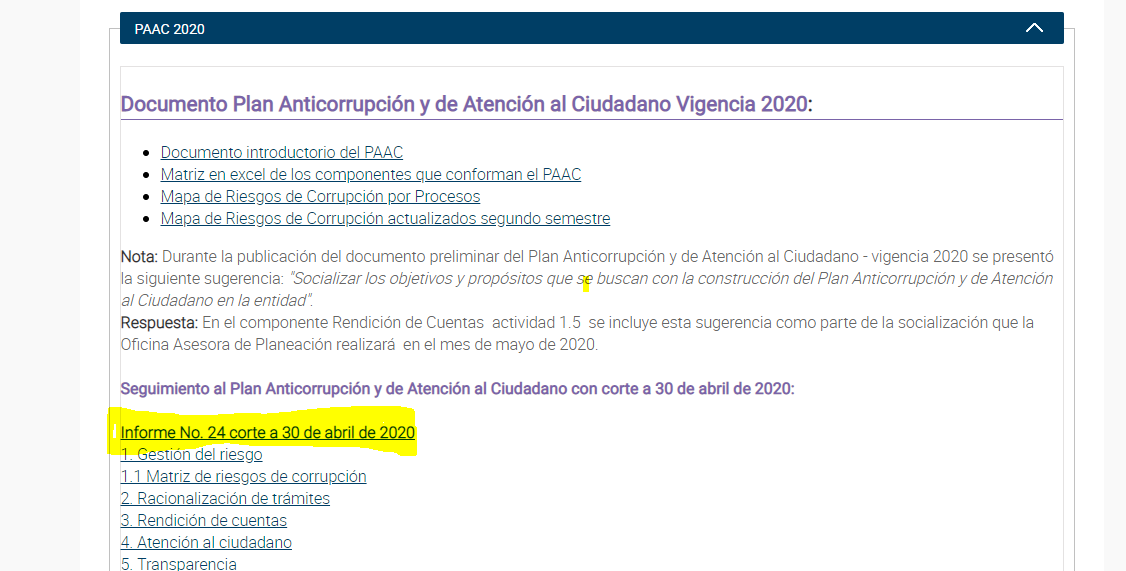 PAAC 2020
Documento Plan Anticorrupción y de Atención al Ciudadano Vigencia 2020:
Documento introductorio del PAAC
Matriz en excel de los componentes que conforman el PAAC
Mapa de Riesgos de Corrupción por Procesos
Mapa de Riesgos de Corrupción actualizados segundo semestre
Nota: Durante la publicación del documento preliminar del Plan Anticorrupción y de Atención al Ciudadano - vigencia 2020 se presentó
la siguiente sugerencia: "Socializar los objetivos y propósitos que se buscan con la construcción del Plan Anticorrupción y de Atención
al Ciudadano en la entidad".
Respuesta: En el componente Rendición de Cuentas actividad 1.5 se incluye esta sugerencia como parte de la socialización que la
Oficina Asesora de Planeación realizará en el mes de mayo de 2020.
Seguimiento al Plan Anticorrupción y de Atención al Ciudadano con corte a 30 de abril de 2020:
Informe No. 24 corte a 30 de abril de 2020
1. Gestión del riesgo
1.1 Matriz de riesgos de corrupción
2. Racionalización de trámites
3. Rendición de cuentas
4. Atención al ciudadano
5. Transparencia